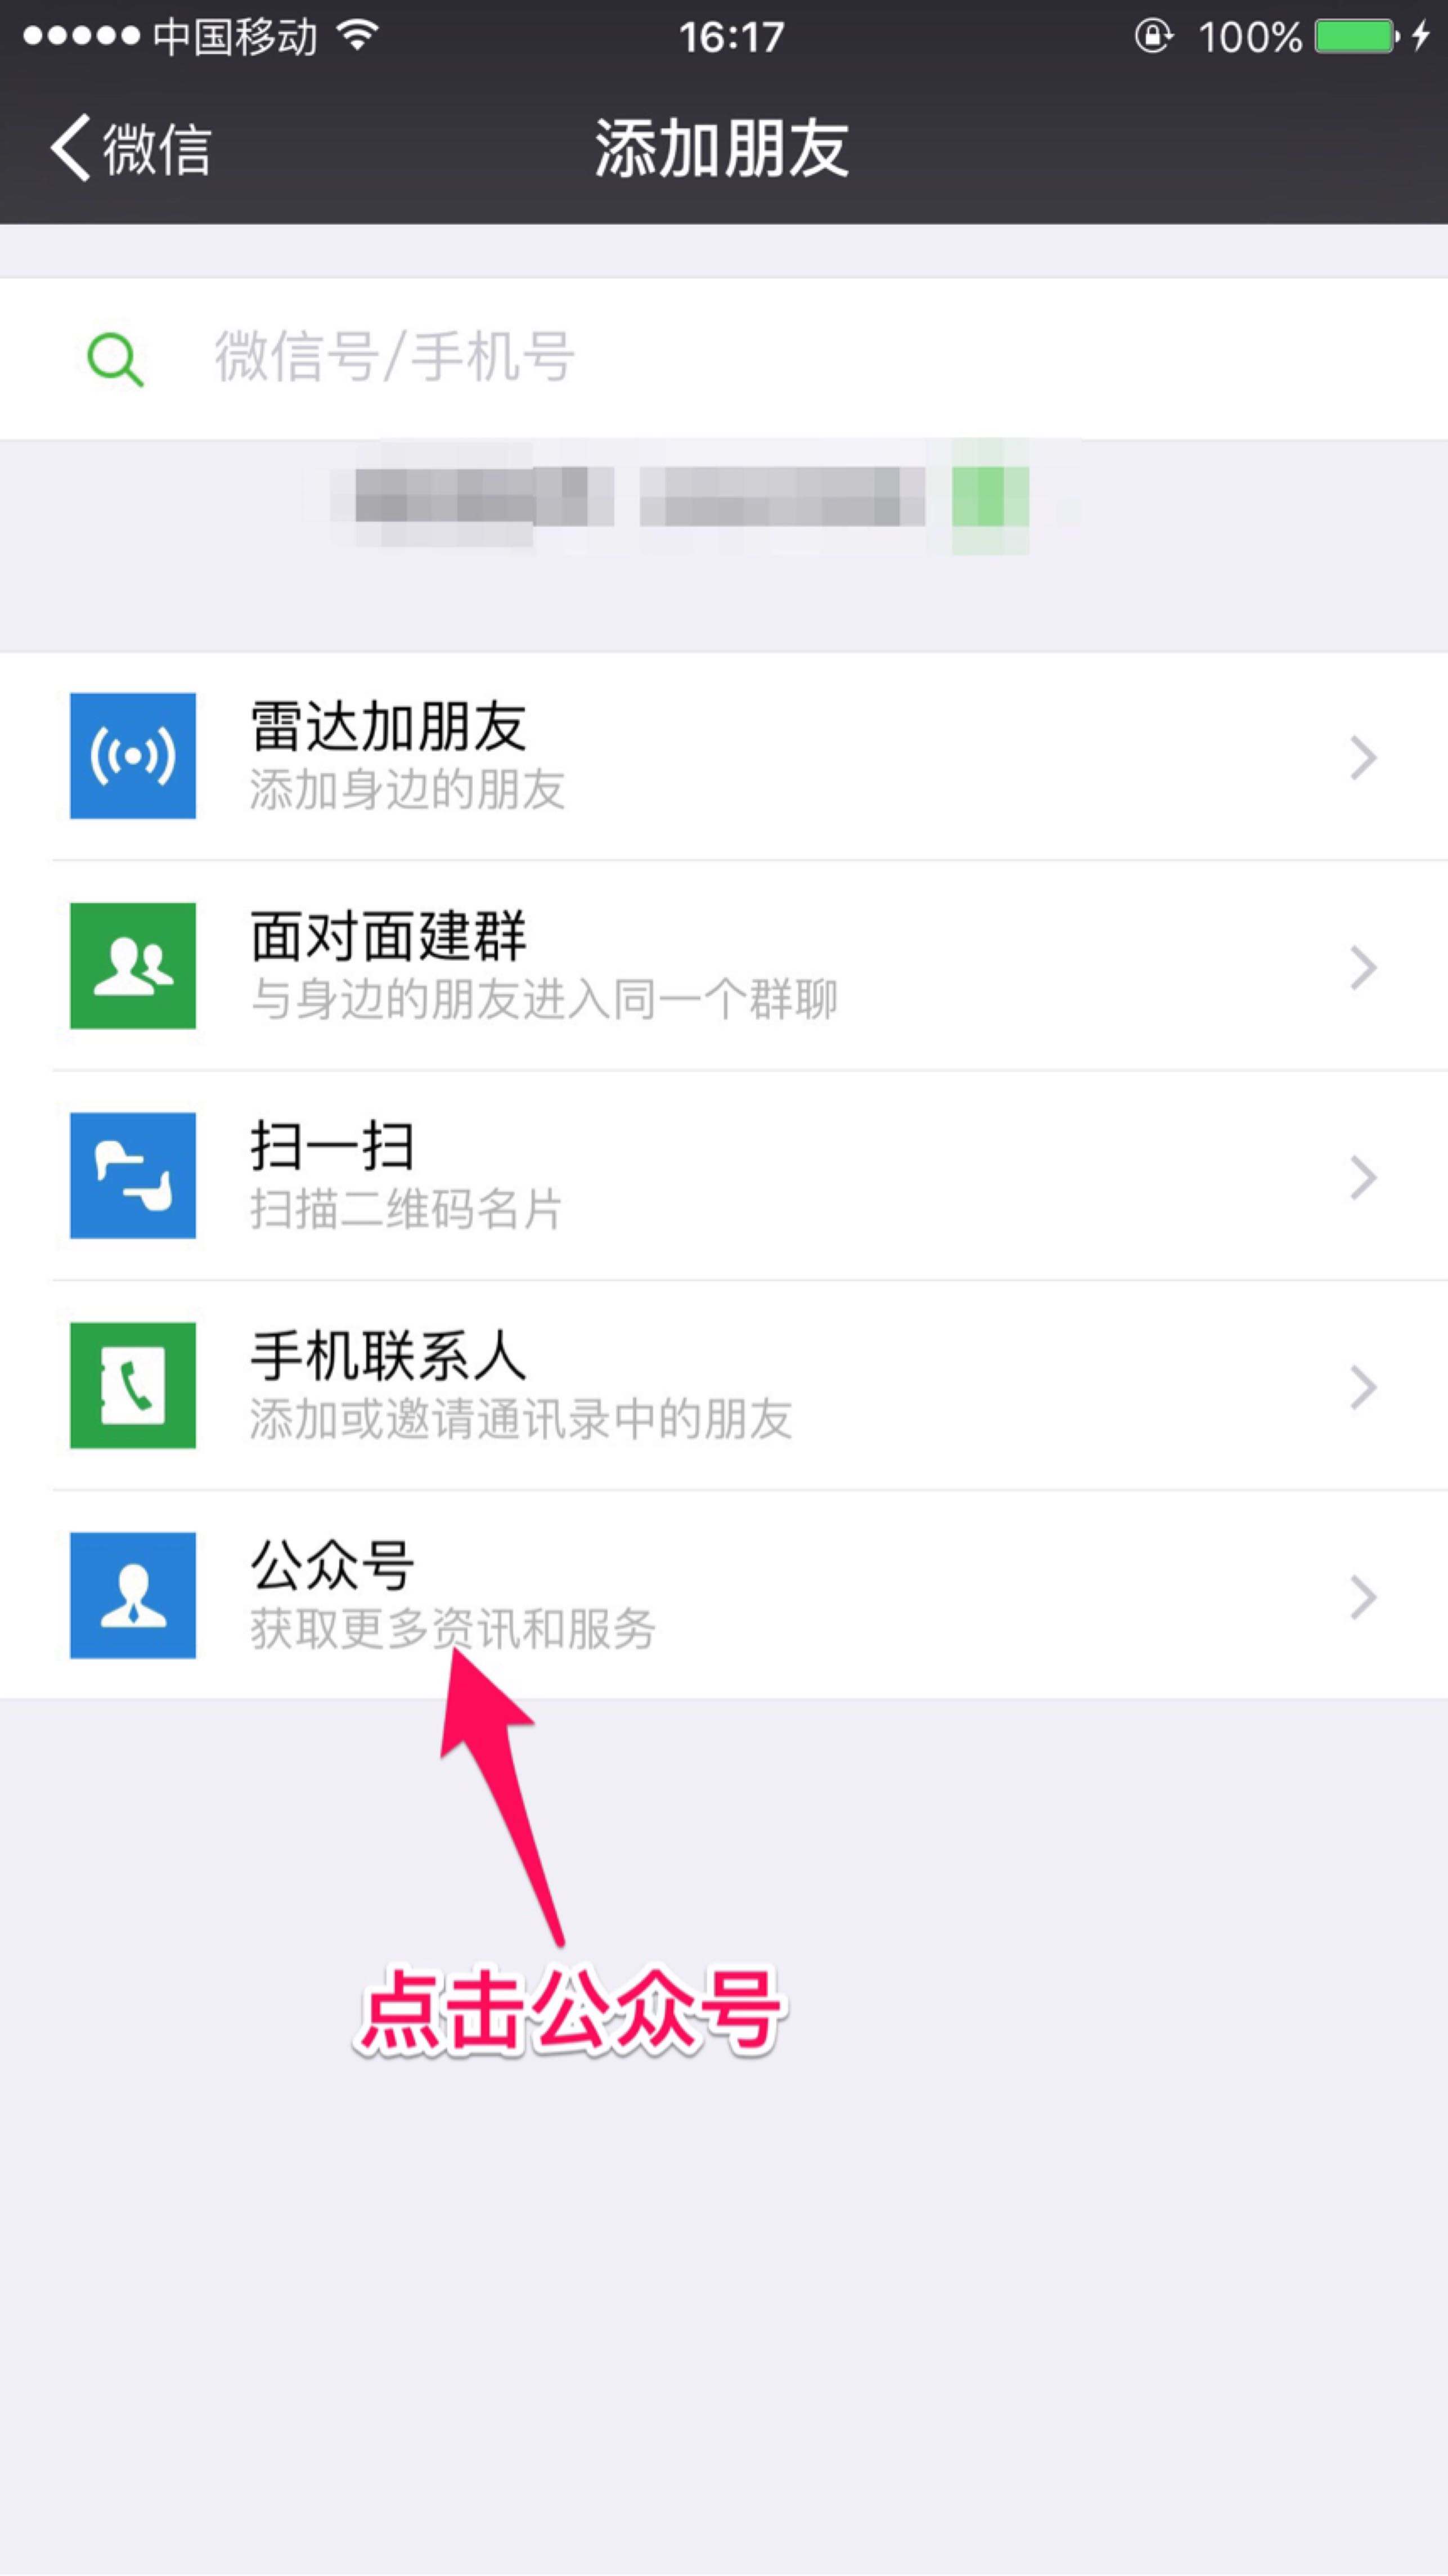 中国移动 16:17 100%
微信 添加朋友
微信号/手机号
雷达加朋友
添加身边的朋友
面对面建群
与身边的朋友进入同一个群聊
扫一扫
扫描二维码名片
手机联系人
添加或邀请通讯录中的朋友
公众号
获取更多资讯和服务
点击公众号